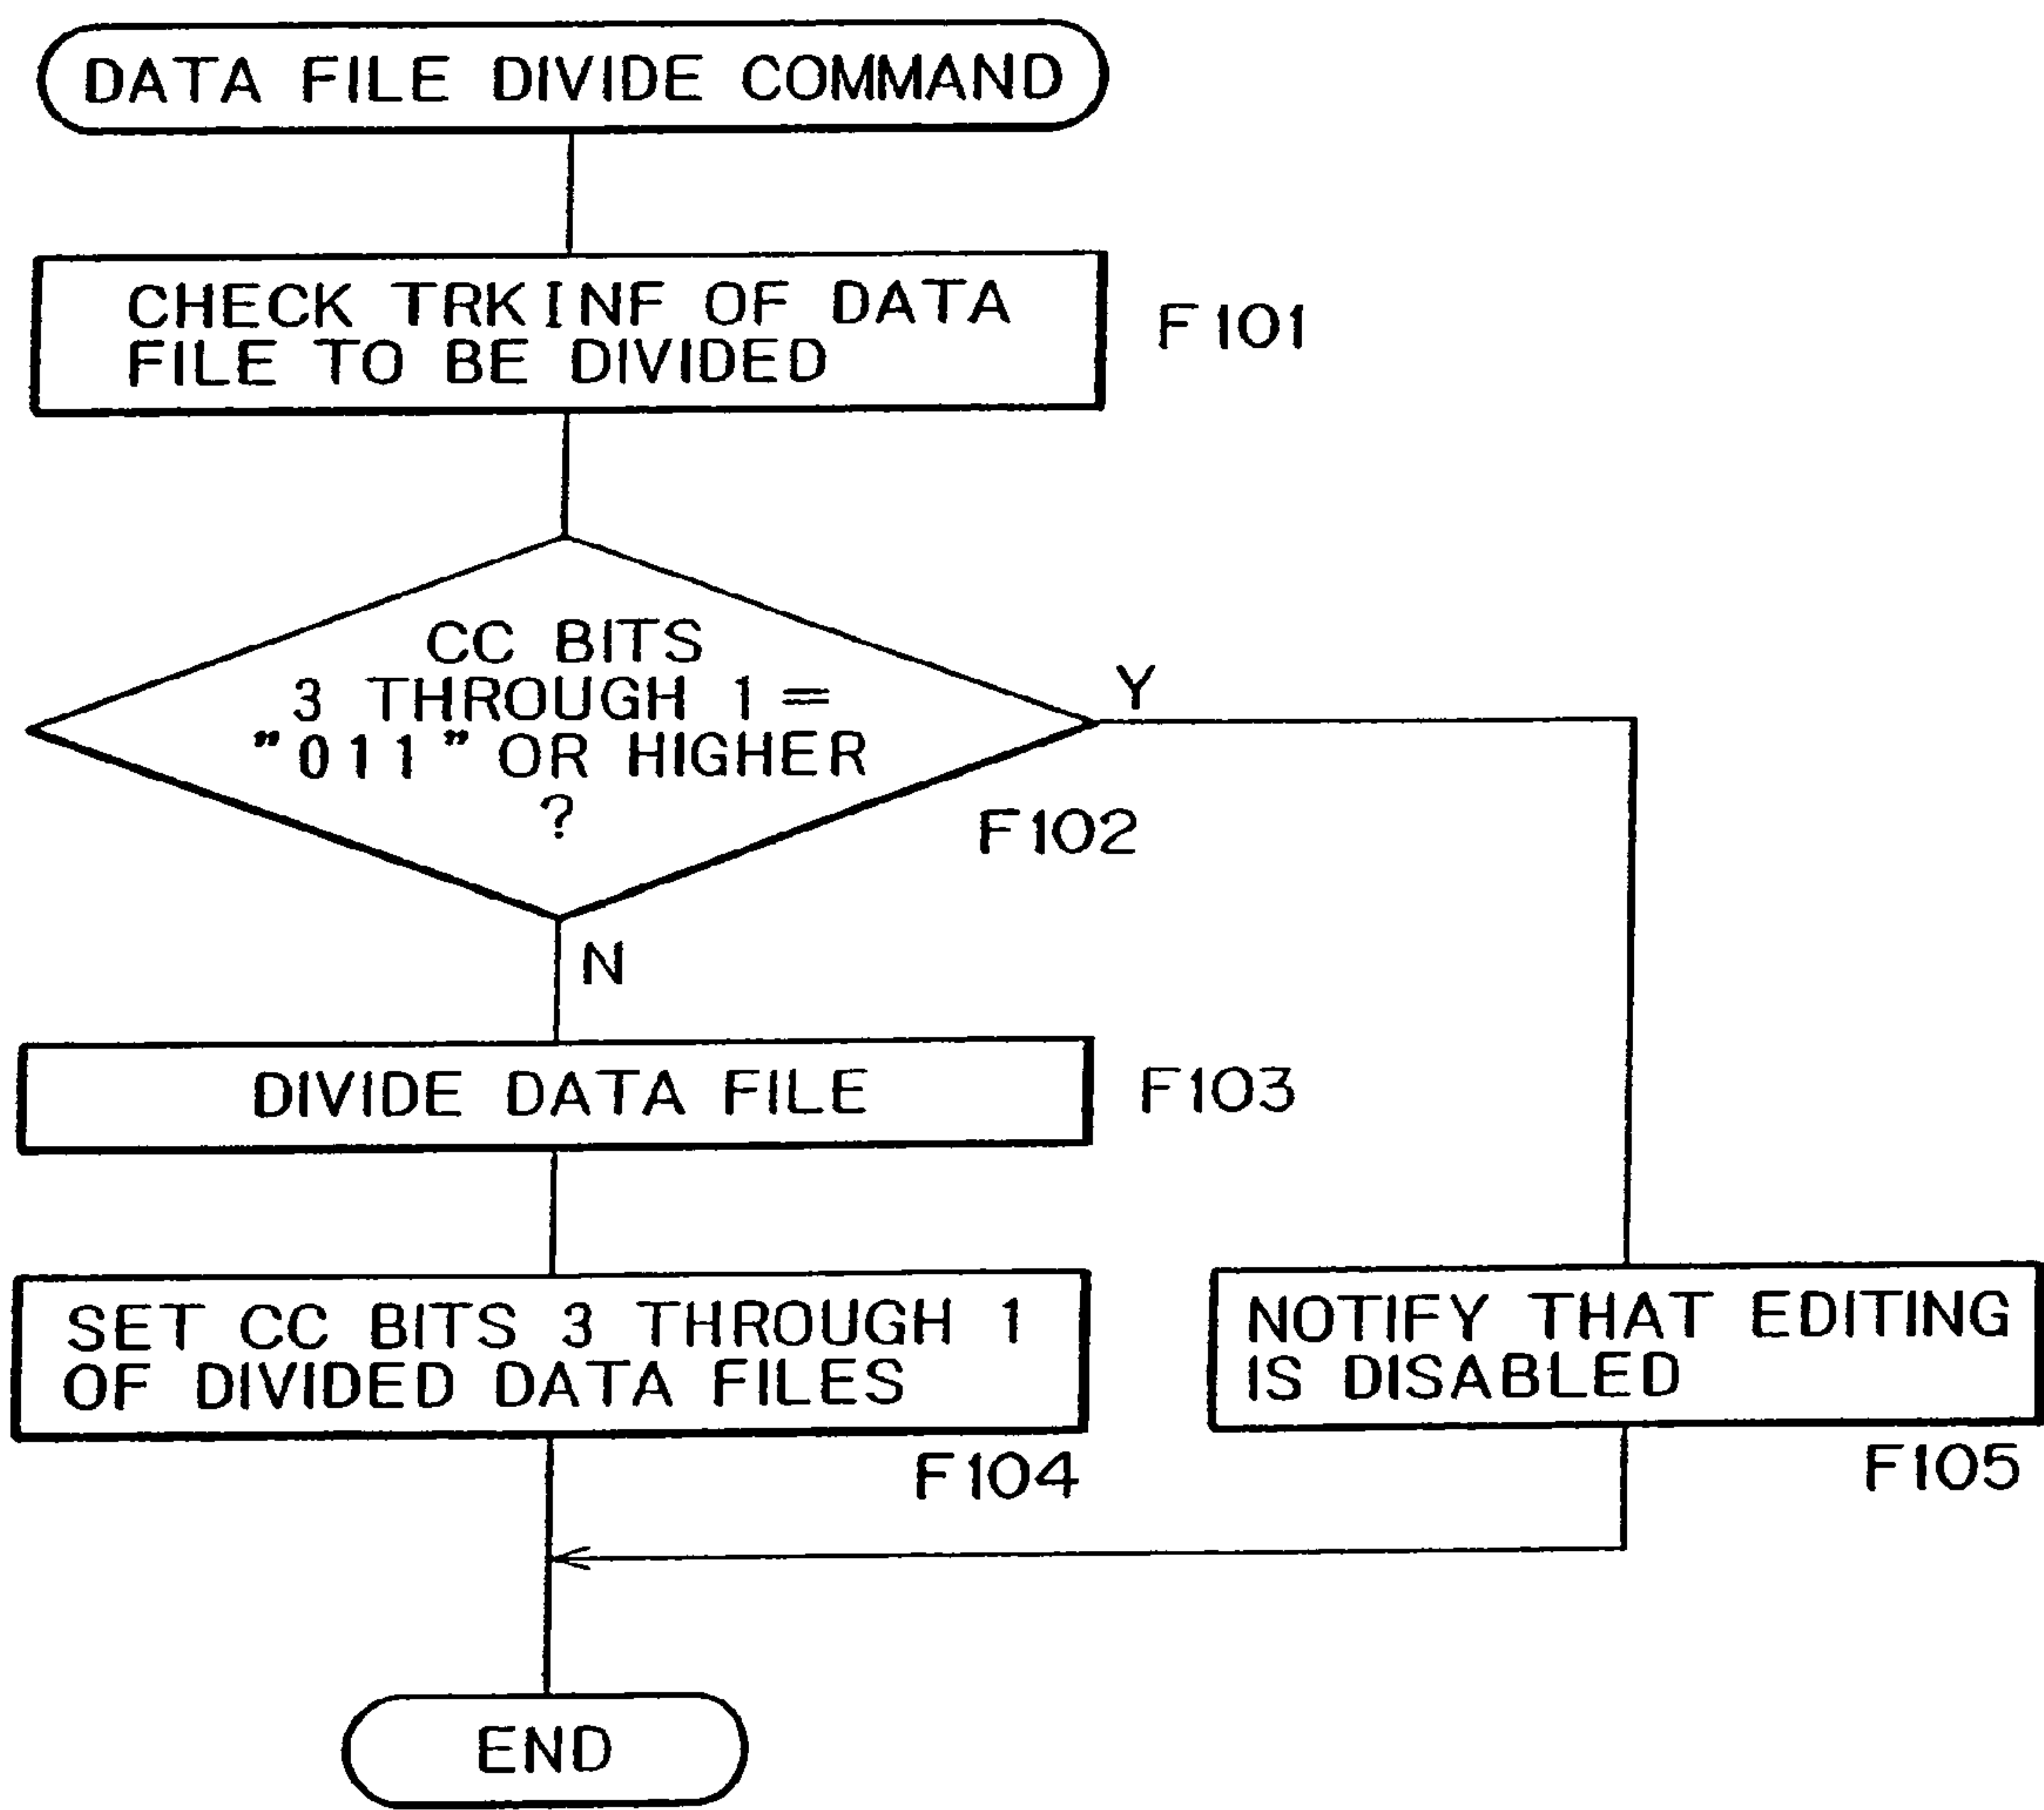 DATA FILE DIVIDE COMMAND
CHECK TRKINF OF DATA
FILE TO BE DIVIDED
F101
CC BITS
3 THROUGH 1 =
"011" OR HIGHER
?
Y
F102
N
DIVIDE DATA FILE
F103
SET CC BITS 3 THROUGH 1
OF DIVIDED DATA FILES
F104
NOTIFY THAT EDITING
IS DISABLED
F105
END